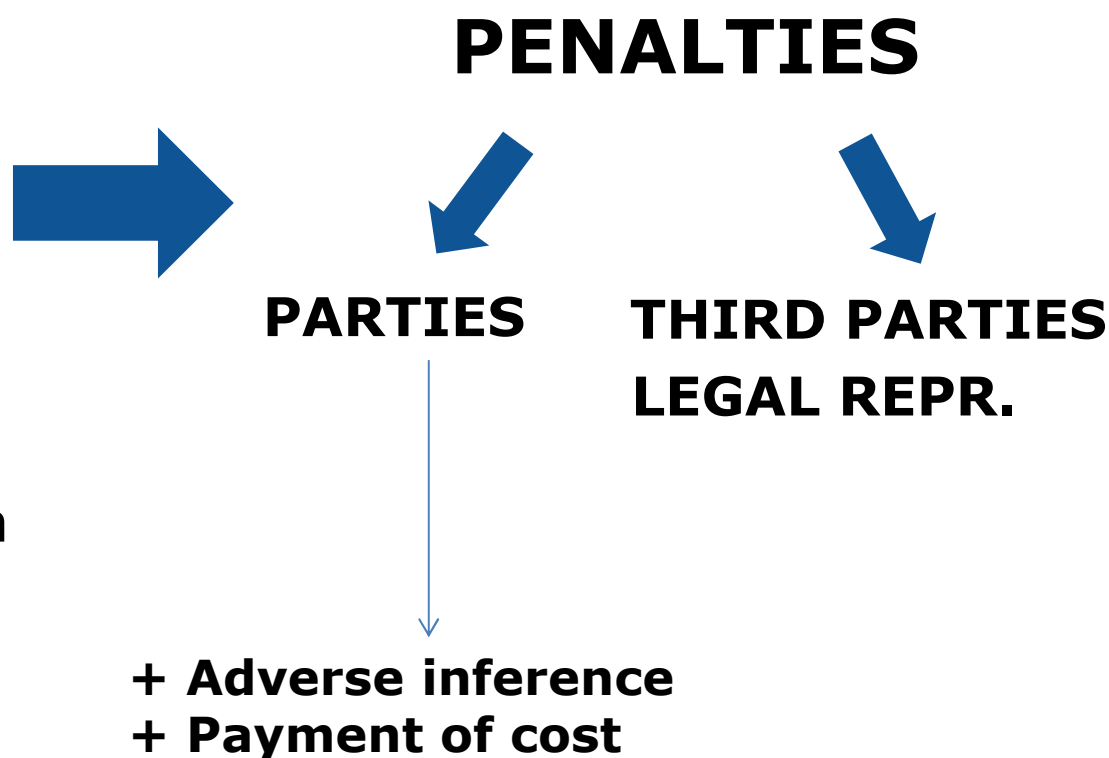 PENALTIES
PARTIES
THIRD PARTIES
LEGAL REPR.
+ Adverse inference
+ Payment of cost